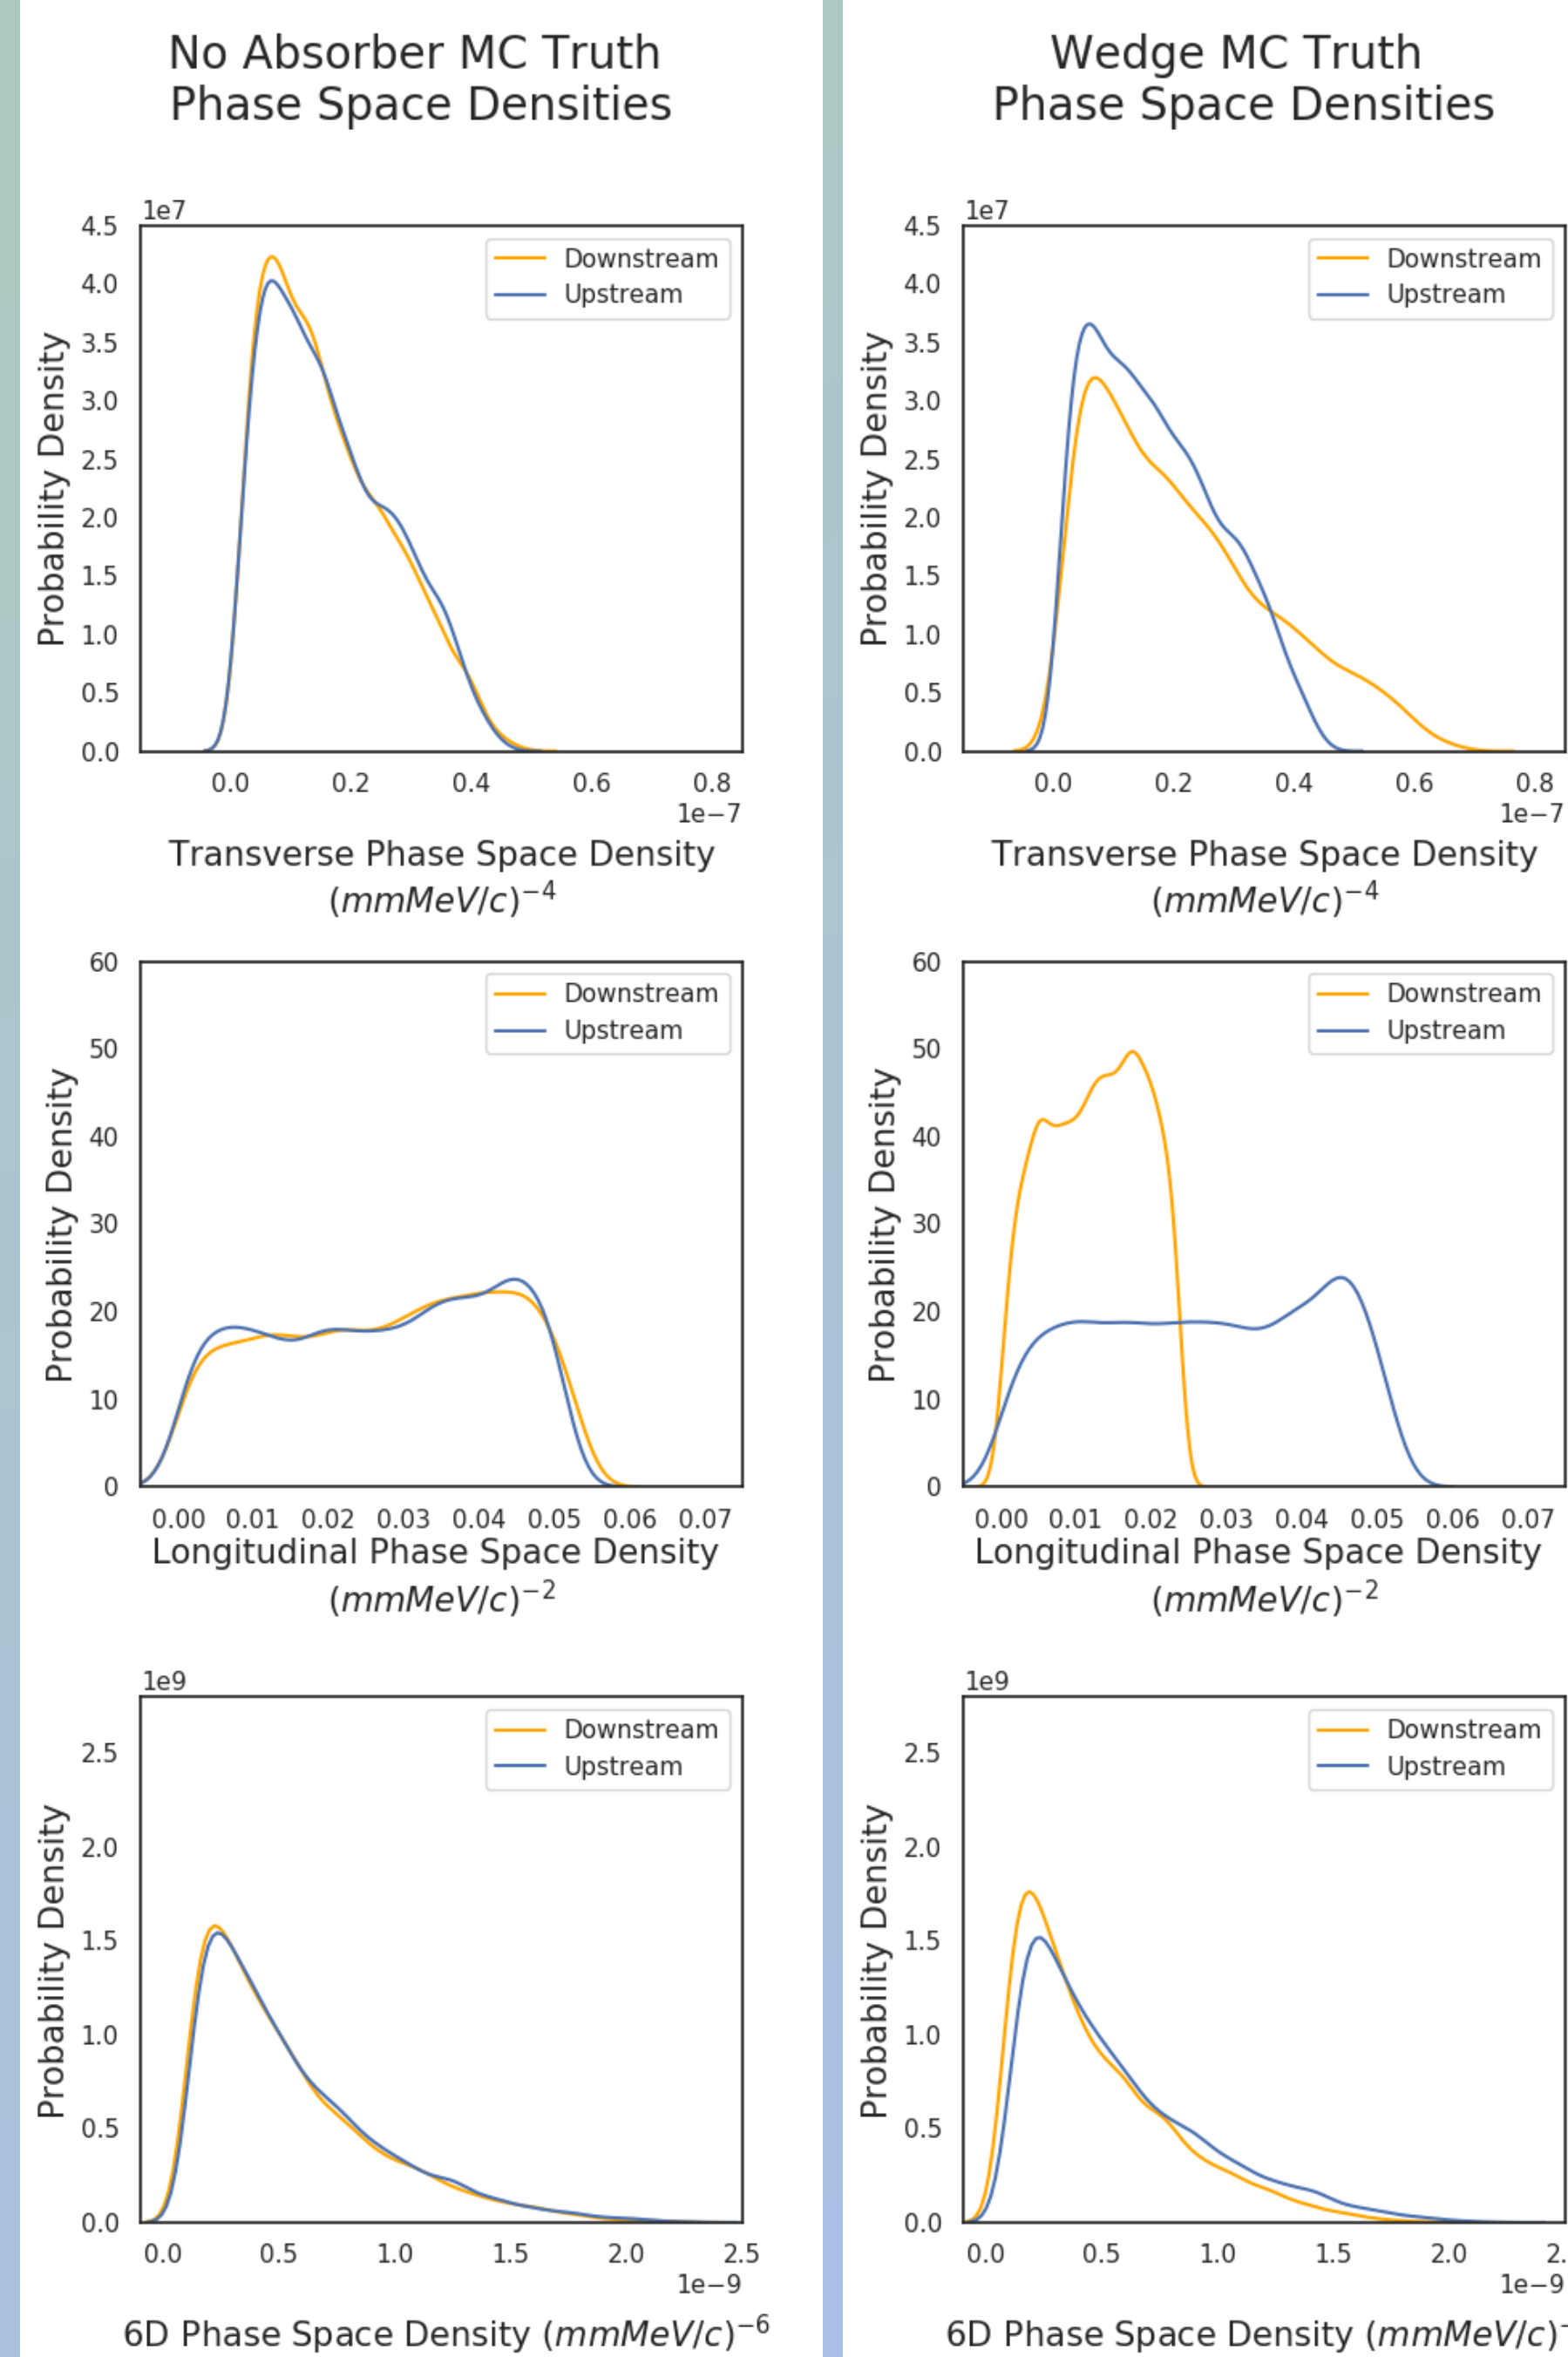 No Absorber MC Truth
Phase Space Densities
1e7
4.5
4.0
3.5
3.0
2.5
2.0
1.5
1.0
0.5
0.0
Probability Density
Downstream
Upstream
0.0 0.2 0.4 0.6 0.8
1e−7
Transverse Phase Space Density
(mmMeV/c)⁻⁴
60
50
40
30
20
10
0
Probability Density
Downstream
Upstream
0.00 0.01 0.02 0.03 0.04 0.05 0.06 0.07
Longitudinal Phase Space Density
(mmMeV/c)⁻²
1e9
2.5
2.0
1.5
1.0
0.5
0.0
Probability Density
Downstream
Upstream
0.0 0.5 1.0 1.5 2.0 2.5
1e−9
6D Phase Space Density (mmMeV/c)⁻⁶
Wedge MC Truth
Phase Space Densities
1e7
4.5
4.0
3.5
3.0
2.5
2.0
1.5
1.0
0.5
0.0
Probability Density
Downstream
Upstream
0.0 0.2 0.4 0.6 0.8
1e−7
Transverse Phase Space Density
(mmMeV/c)⁻⁴
60
50
40
30
20
10
0
Probability Density
Downstream
Upstream
0.00 0.01 0.02 0.03 0.04 0.05 0.06 0.07
Longitudinal Phase Space Density
(mmMeV/c)⁻²
1e9
2.5
2.0
1.5
1.0
0.5
0.0
Probability Density
Downstream
Upstream
0.0 0.5 1.0 1.5 2.0 2.
1e−9
6D Phase Space Density (mmMeV/c)⁻